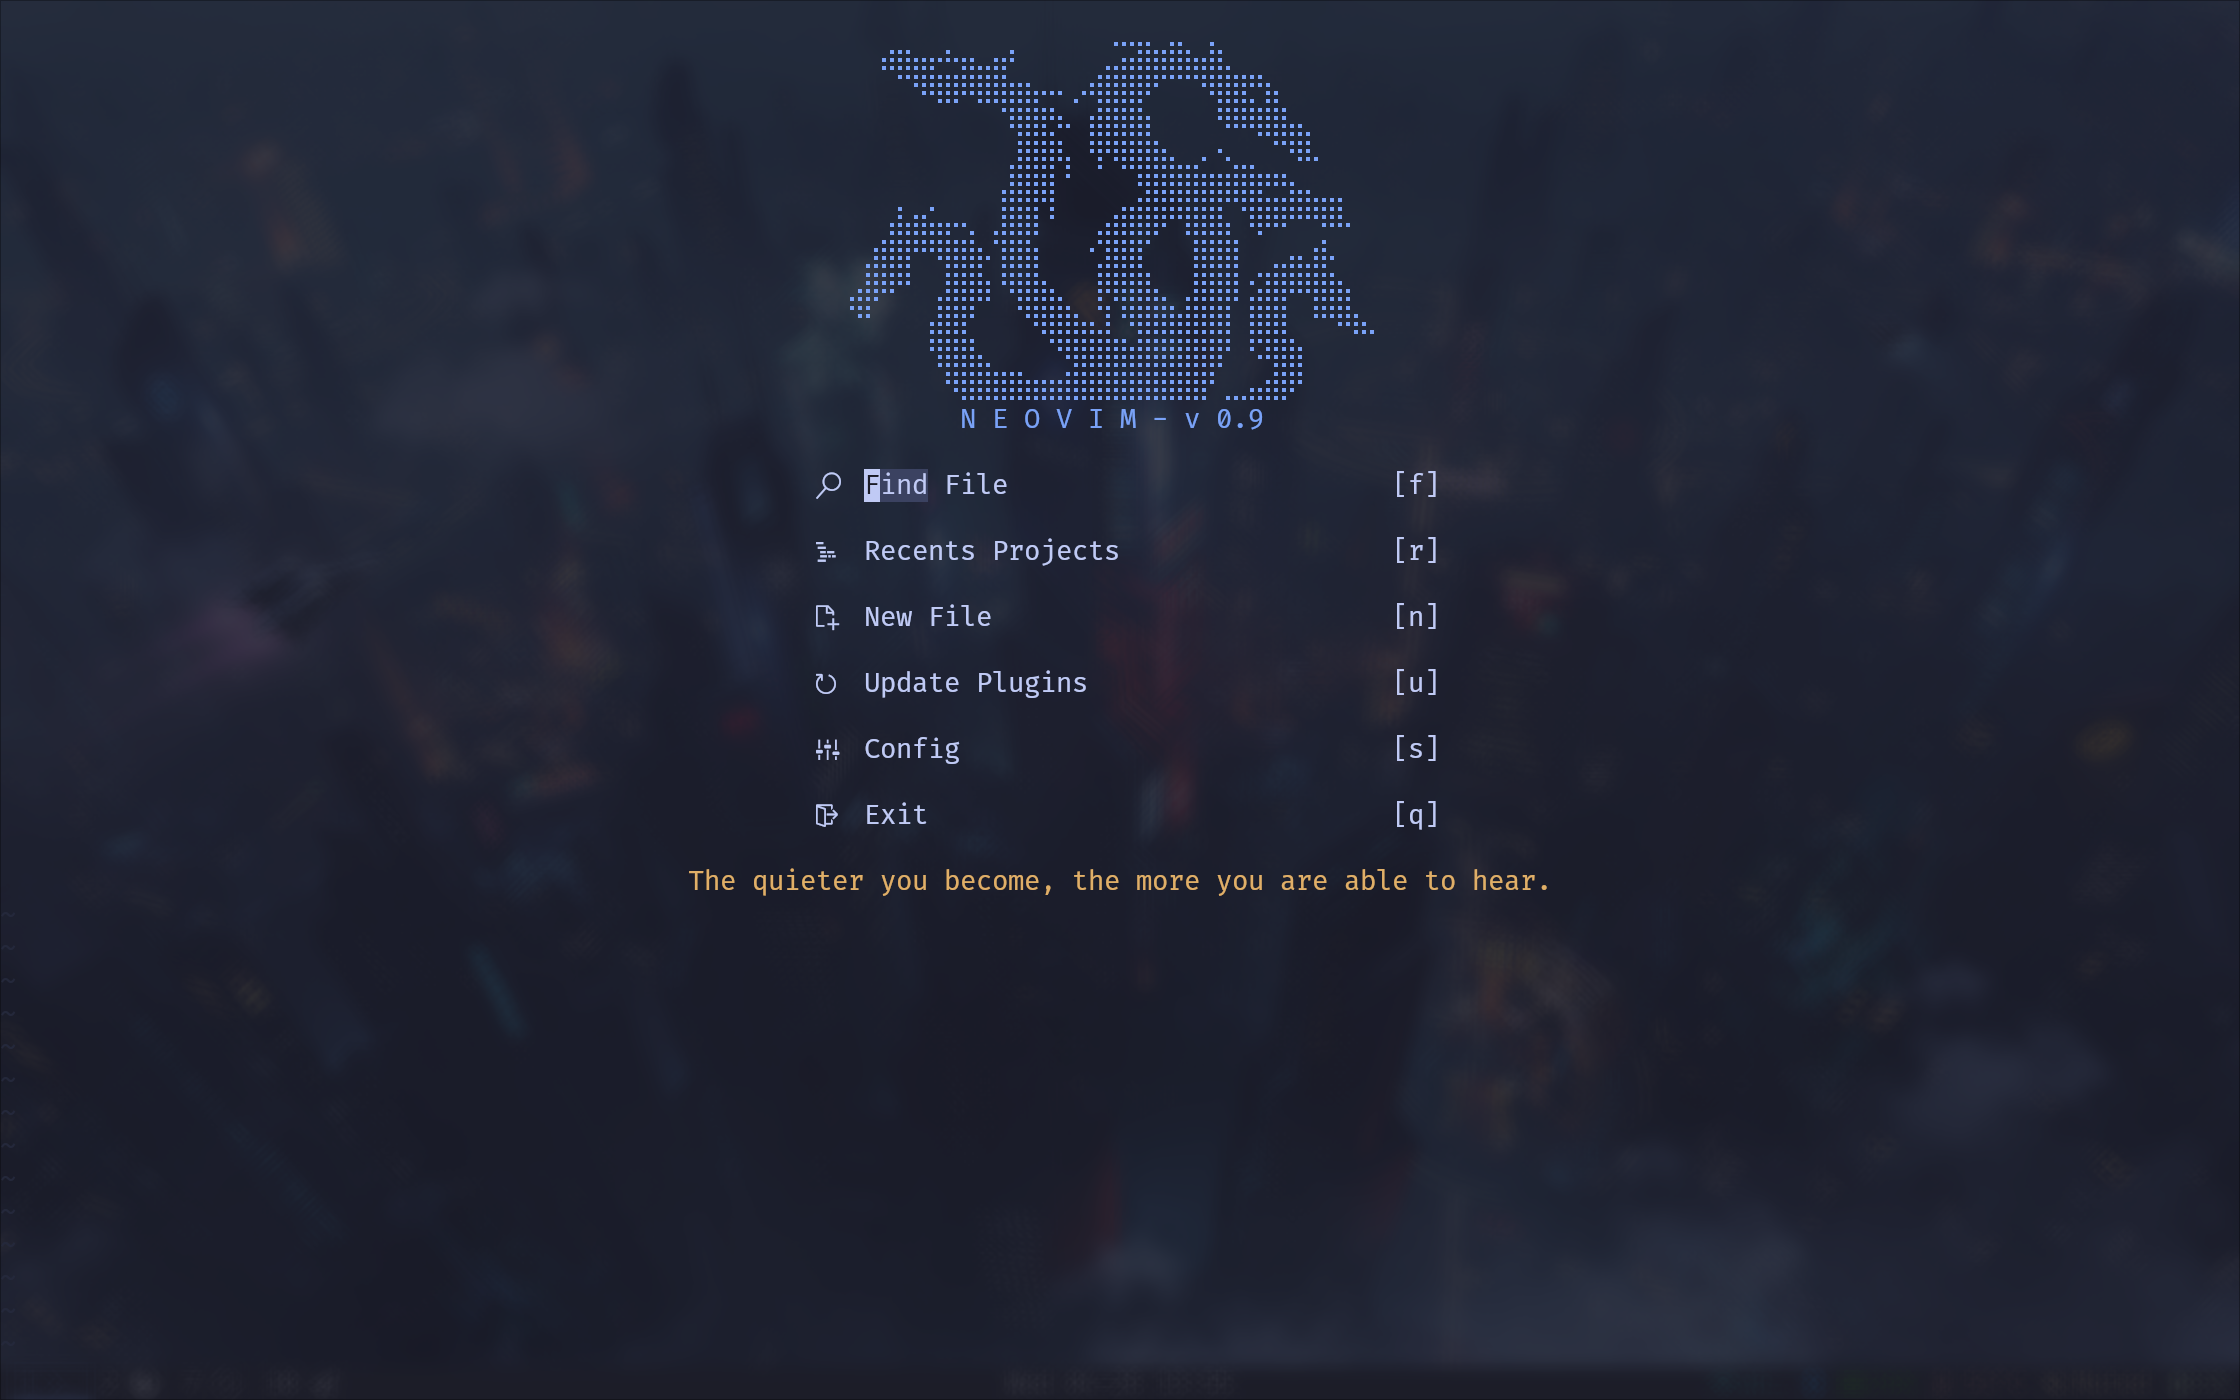 N E O V I M - v 0.9
Find File [f]
Recents Projects [r]
New File [n]
Update Plugins [u]
Config [s]
Exit [q]
The quieter you become, the more you are able to hear.
~
~
~
~
~
~
~
~
~
~
~
~
~
~